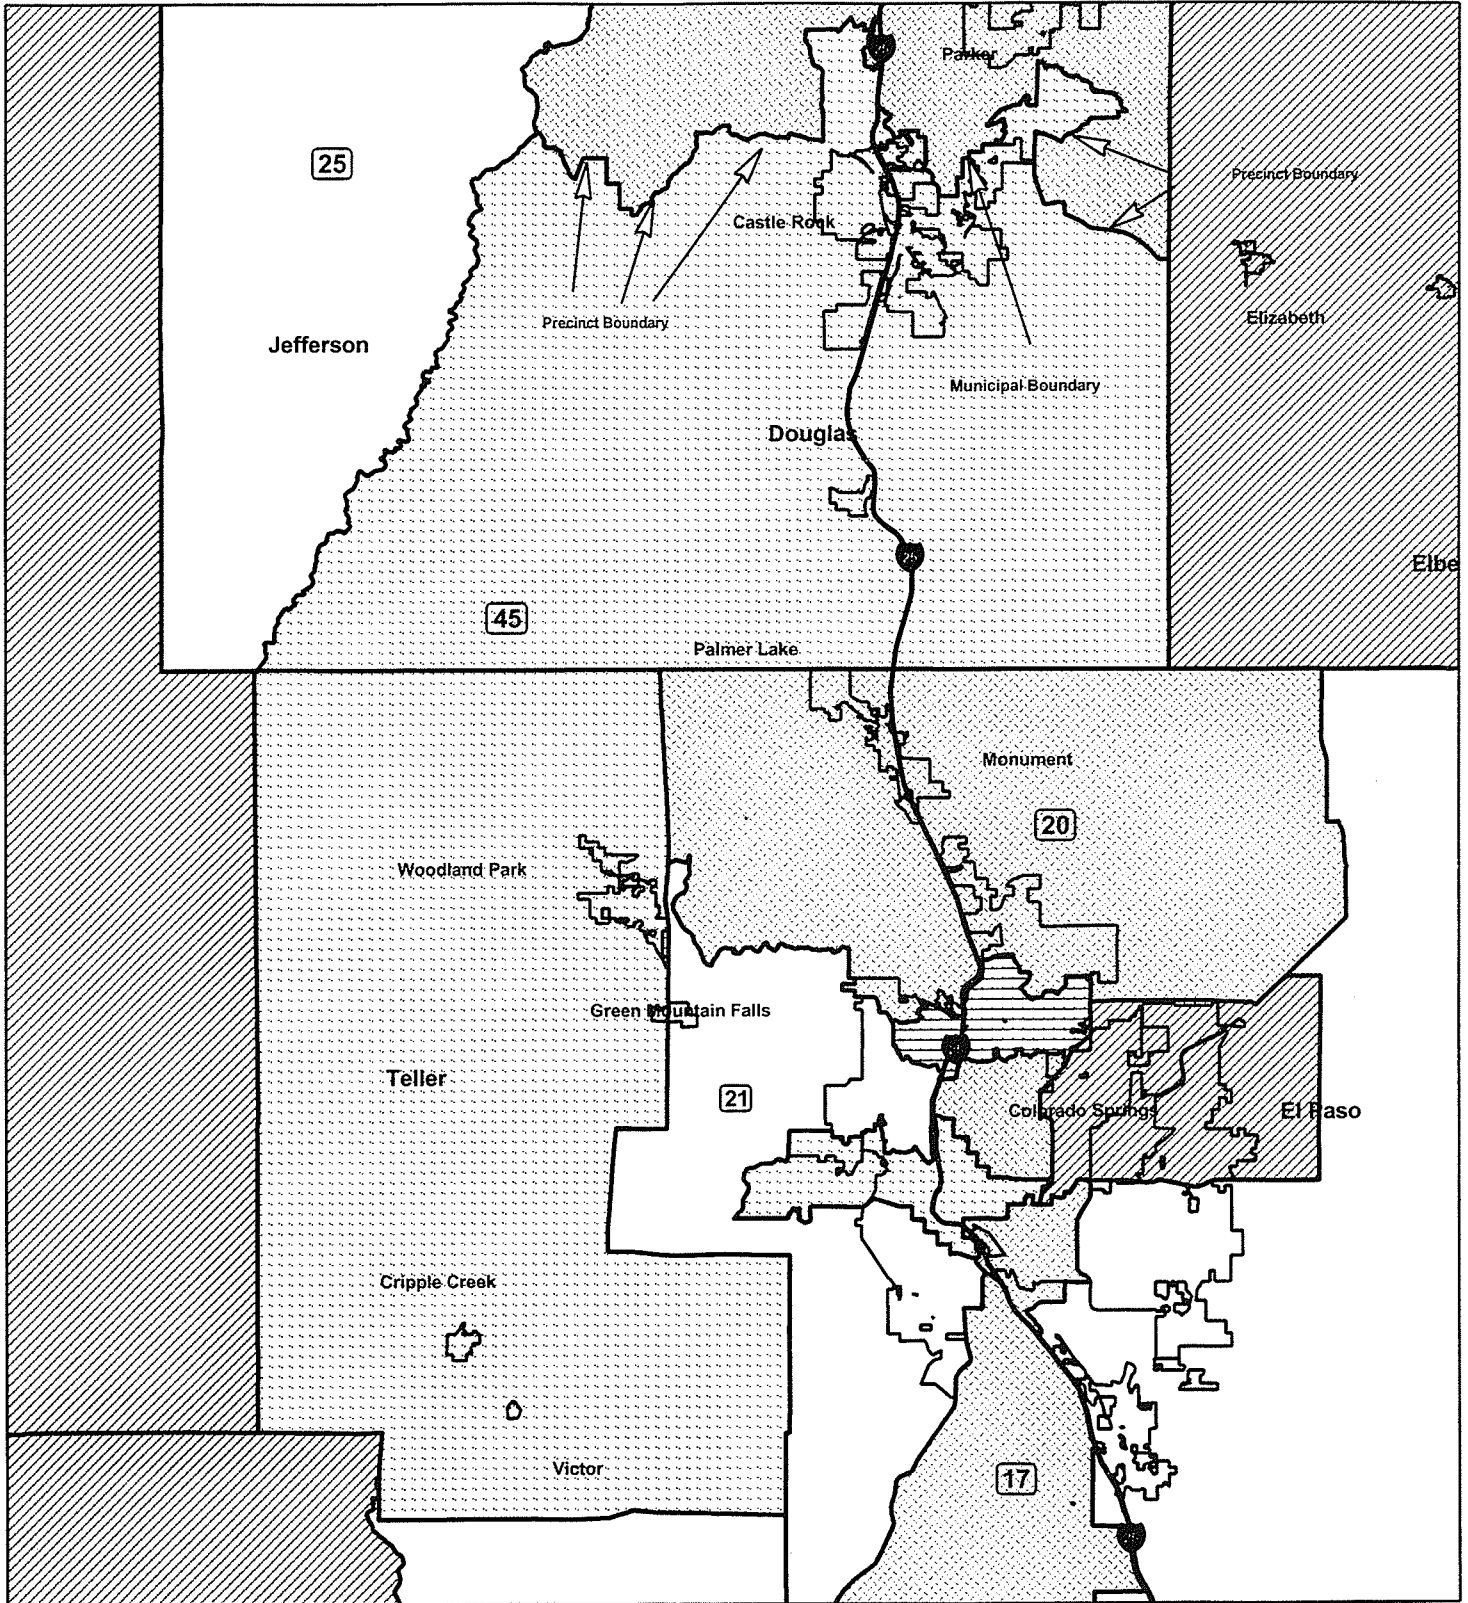 Parker
25
Precinct Boundary
Castle Rock
Elizabeth
Precinct Boundary
Jefferson
Municipal Boundary
Douglas
25
Elbe
45
Palmer Lake
Monument
20
Woodland Park
Green Mountain Falls
Teller
21
Colorado Springs
El Paso
Cripple Creek
Victor
17